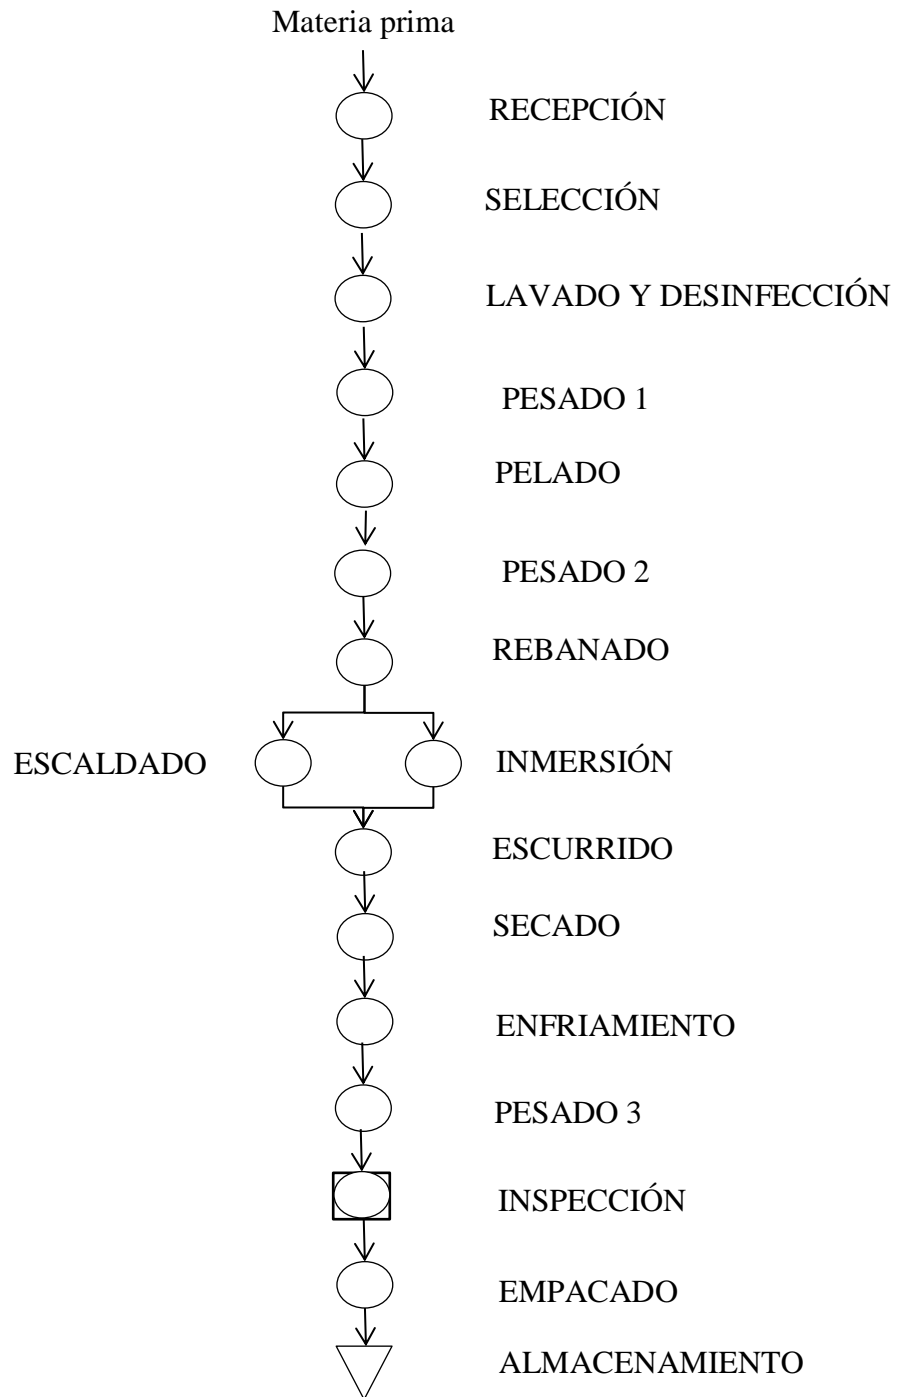 Materia prima
RECEPCIÓN
SELECCIÓN
LAVADO Y DESINFECCIÓN
PESADO 1
PELADO
PESADO 2
REBANADO
ESCALDADO
INMERSIÓN
ESCURRIDO
SECADO
ENFRIAMIENTO
PESADO 3
INSPECCIÓN
EMPACADO
ALMACENAMIENTO